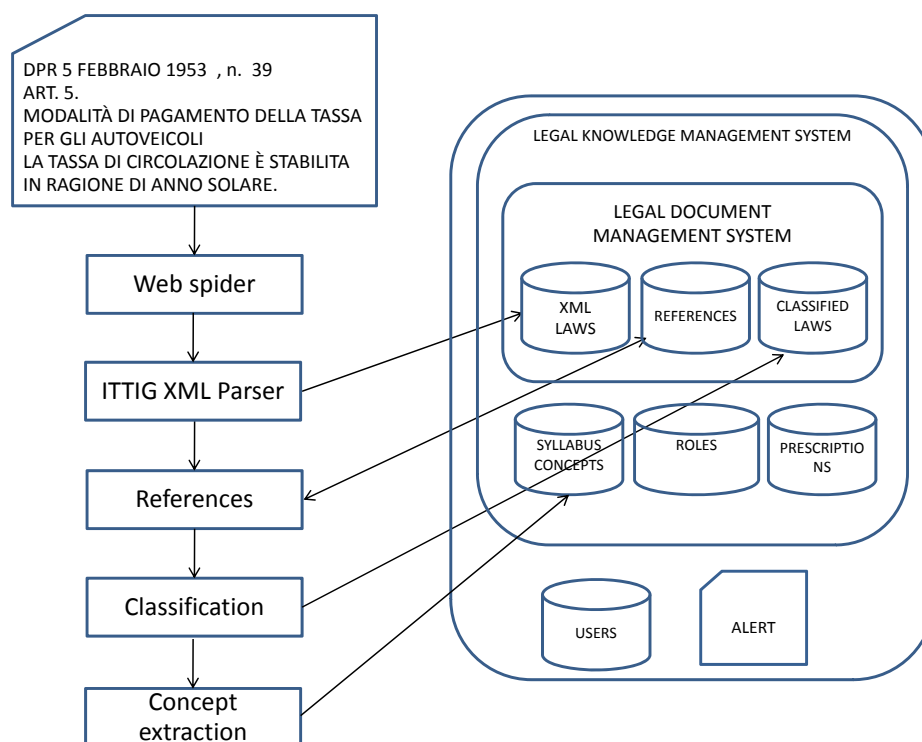 DPR 5 FEBBRAIO 1953 , n. 39
ART. 5.
MODALITÀ DI PAGAMENTO DELLA TASSA
PER GLI AUTOVEICOLI
LA TASSA DI CIRCOLAZIONE È STABILITA
IN RAGIONE DI ANNO SOLARE.
Web spider
ITTIG XML Parser
References
Classification
Concept
extraction
LEGAL KNOWLEDGE MANAGEMENT SYSTEM
LEGAL DOCUMENT
MANAGEMENT SYSTEM
XML
LAWS
REFERENCES
CLASSIFIED
LAWS
SYLLABUS
CONCEPTS
ROLES
PRESCRIPTIO
NS
USERS
ALERT